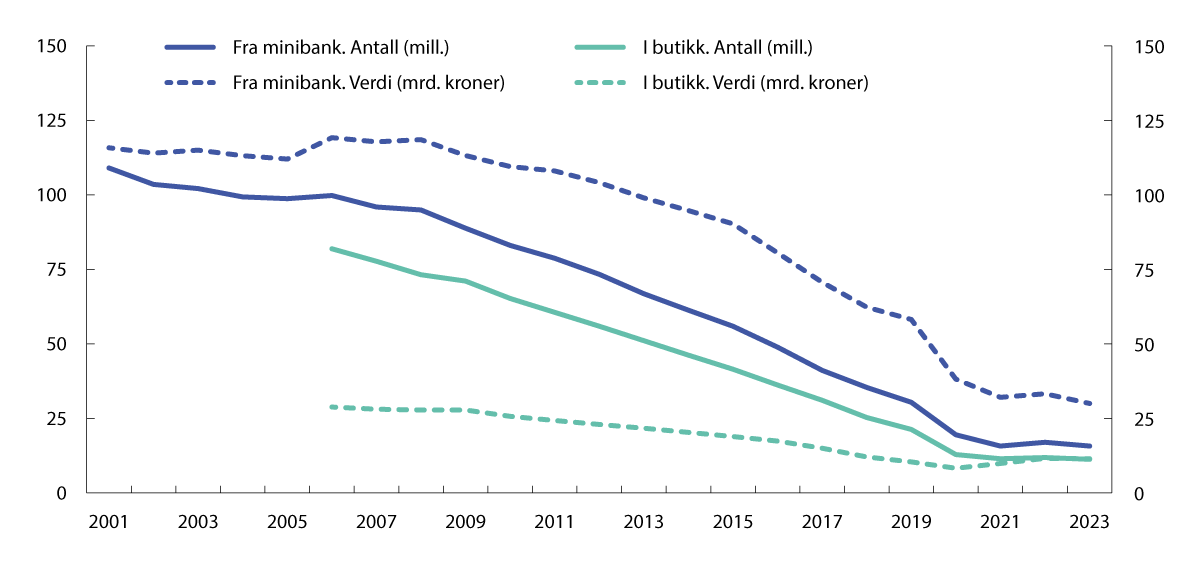 Fra minibank. Antall (mill.) I butikk. Antall (mill.)
Fra minibank. Verdi (mrd. kroner) I butikk. Verdi (mrd. kroner)
150 150
125 125
100 100
75 75
50 50
25 25
0 0
2001 2003 2005 2007 2009 2011 2013 2015 2017 2019 2021 2023